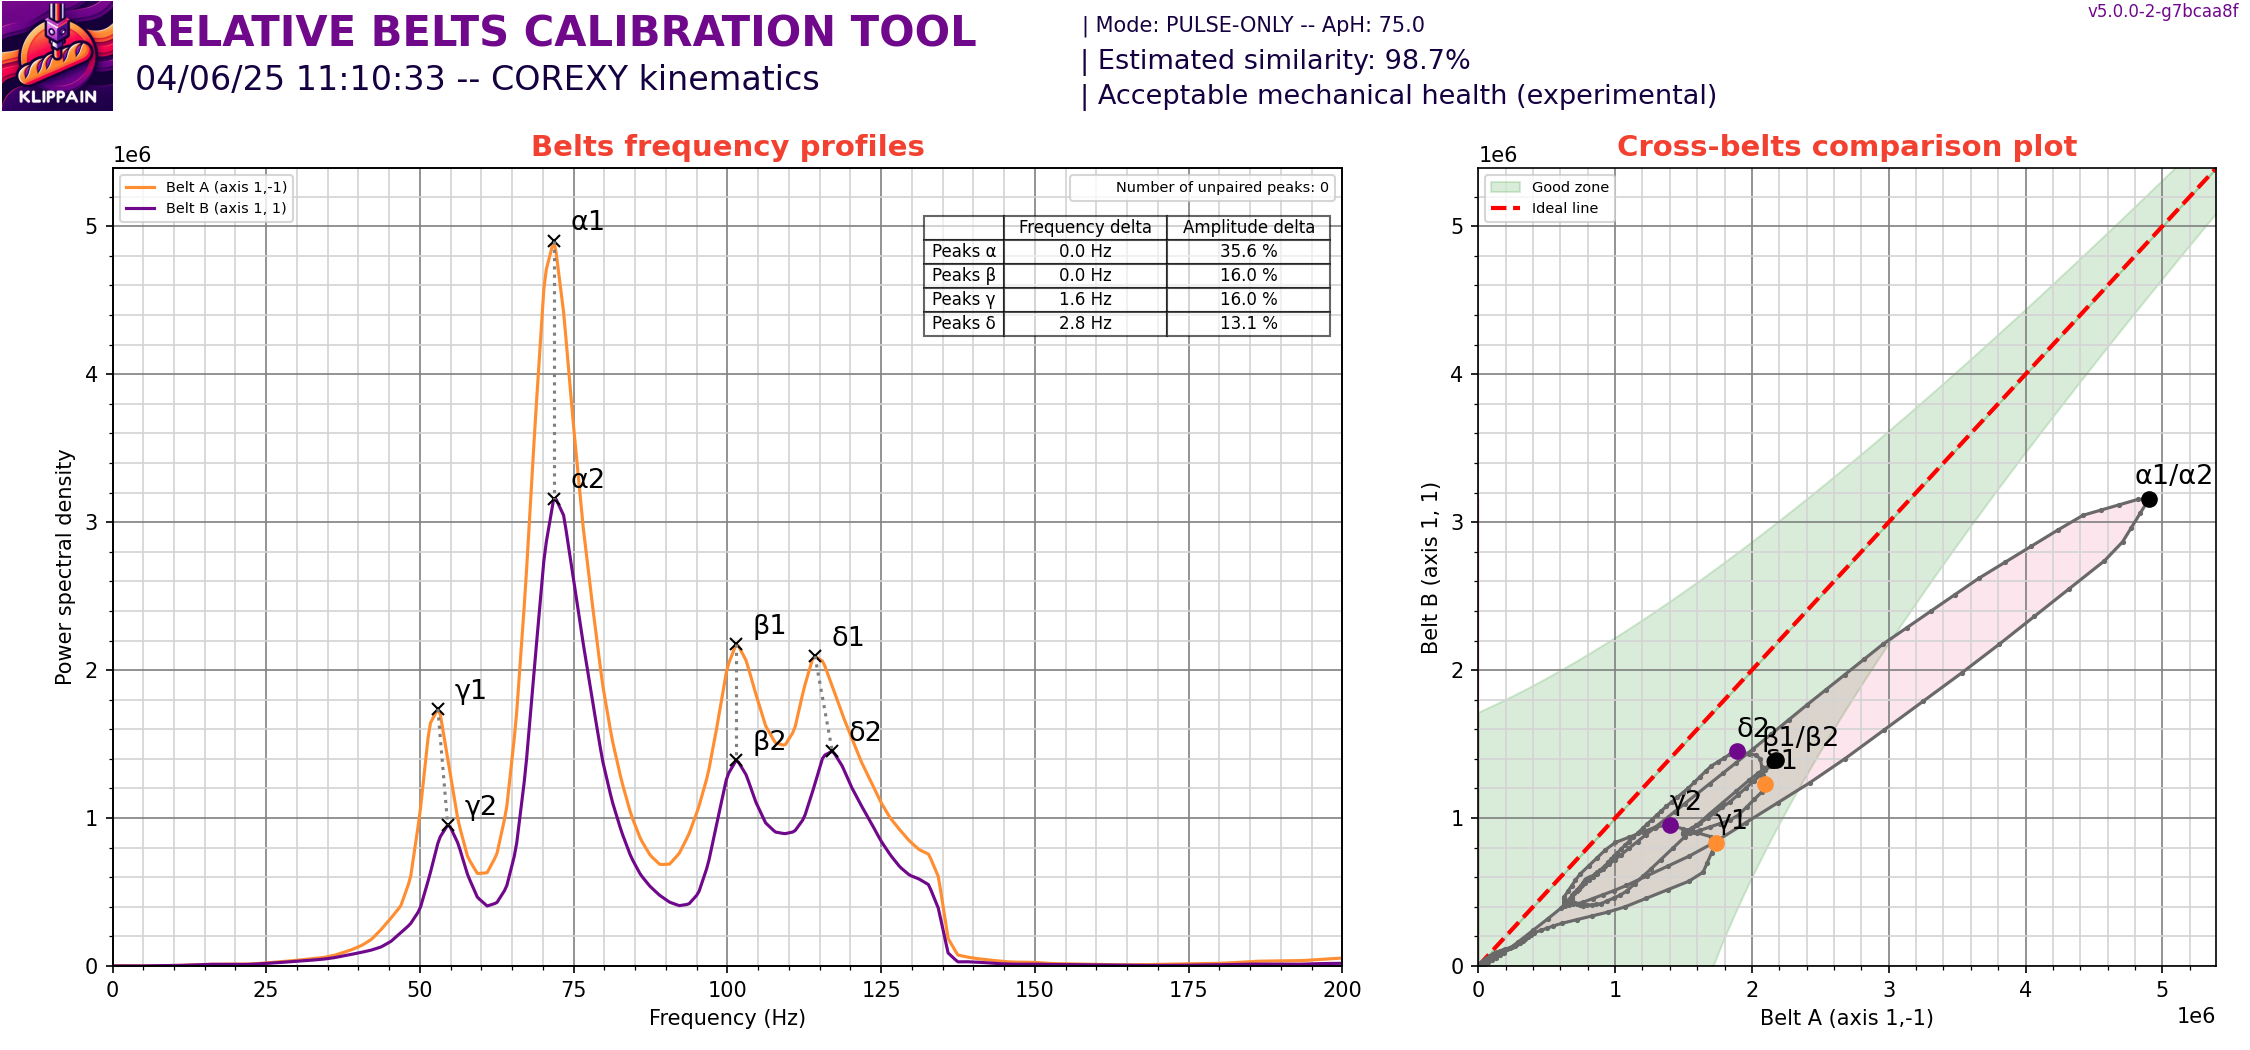 KLIPPAIN
RELATIVE BELTS CALIBRATION TOOL
04/06/25 11:10:33 -- COREXY kinematics
| Mode: PULSE-ONLY -- ApH: 75.0
| Estimated similarity: 98.7%
| Acceptable mechanical health (experimental)
v5.0.0-2-g7bcaa8f
Belts frequency profiles
1e6
Belt A (axis 1,-1)
Belt B (axis 1, 1)
Number of unpaired peaks: 0
Frequency delta Amplitude delta
Peaks α 0.0 Hz 35.6 %
Peaks β 0.0 Hz 16.0 %
Peaks γ 1.6 Hz 16.0 %
Peaks δ 2.8 Hz 13.1 %
α1
α2
β1
δ1
γ1
β2
δ2
γ2
5
4
3
2
1
0
Power spectral density
0 25 50 75 100 125 150 175 200
Frequency (Hz)
Cross-belts comparison plot
1e6
Good zone
Ideal line
α1/α2
δ2
β1/β2
δ1
γ2
γ1
5
4
3
2
1
0
Belt B (axis 1, 1)
0 1 2 3 4 5
Belt A (axis 1,-1)
1e6